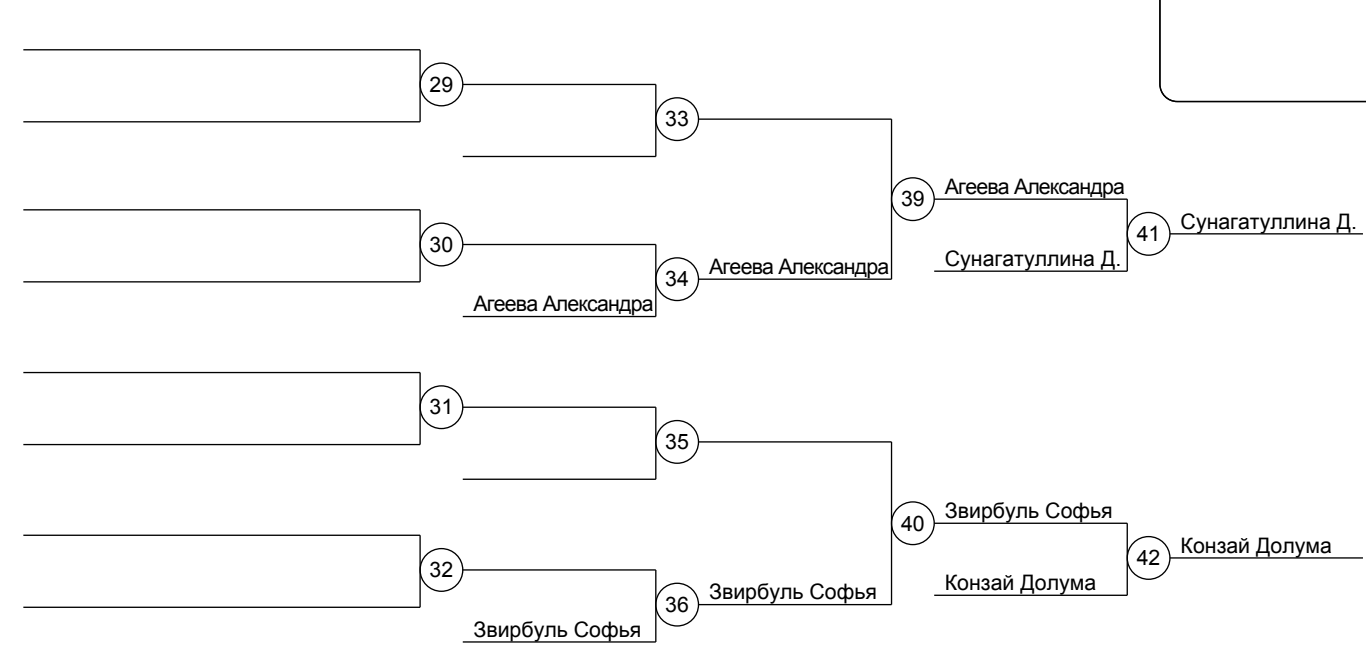 29
33
39
Агеева Александра
41
Сунагатуллина Д.
30
34
Агеева Александра
Сунагатуллина Д.
Агеева Александра
31
35
40
Звирбуль Софья
42
Конзай Долума
32
36
Звирбуль Софья
Конзай Долума
Звирбуль Софья